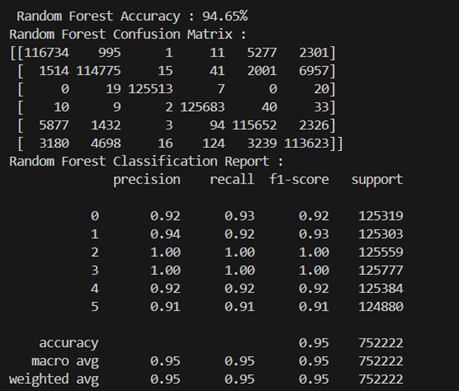 Random Forest Accuracy : 94.65%
Random Forest Confusion Matrix :
[[116734    995      1     11   5277   2301]
 [  1514 114775     15     41   2001   6957]
 [     0     19 125513      7      0     20]
 [    10      9      2 125683     40     33]
 [  5877   1432      3     94 115652   2326]
 [  3180   4698     16    124   3239 113623]]
Random Forest Classification Report :
              precision    recall  f1-score   support
           0       0.92      0.93      0.92    125319
           1       0.94      0.92      0.93    125303
           2       1.00      1.00      1.00    125559
           3       1.00      1.00      1.00    125777
           4       0.92      0.92      0.92    125384
           5       0.91      0.91      0.91    124880
    accuracy                           0.95    752222
   macro avg       0.95      0.95      0.95    752222
weighted avg       0.95      0.95      0.95    752222